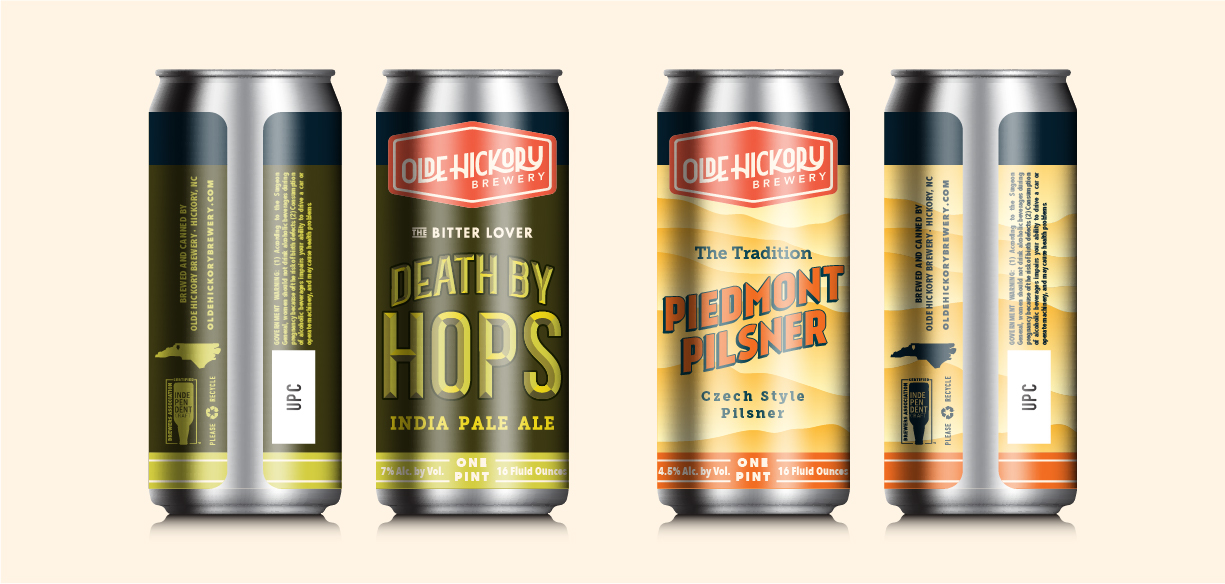 BREWED AND CANNED BY
OLDE HICKORY BREWERY · HICKORY, NC
OLDEHICKORYBREWERY.COM
BREWERS ASSOCIATION
CERTIFIED
INDE
PEN
DENT
PLEASE RECYCLE
GOVERNMENT WARNING: (1) According to the Surgeon
General, women should not drink alcoholic beverages during
pregnancy because of the risk of birth defects (2) Consumption
of alcoholic beverages impairs your ability to drive a car or
operate machinery, and may cause health problems
UPC
OLDE HICKORY
BREWERY
THE BITTER LOVER
DEATH BY
HOPS
INDIA PALE ALE
7% Alc. by Vol.
ONE
PINT
16 Fluid Ounces
OLDE HICKORY
BREWERY
The Tradition
PIEDMONT
PILSNER
Czech Style
Pilsner
4.5% Alc. by Vol.
ONE
PINT
16 Fluid Ounces
BREWED AND CANNED BY
OLDE HICKORY BREWERY · HICKORY, NC
OLDEHICKORYBREWERY.COM
BREWERS ASSOCIATION
CERTIFIED
INDE
PEN
DENT
PLEASE RECYCLE
GOVERNMENT WARNING: (1) According to the Surgeon
General, women should not drink alcoholic beverages during
pregnancy because of the risk of birth defects (2) Consumption
of alcoholic beverages impairs your ability to drive a car or
operate machinery, and may cause health problems
UPC